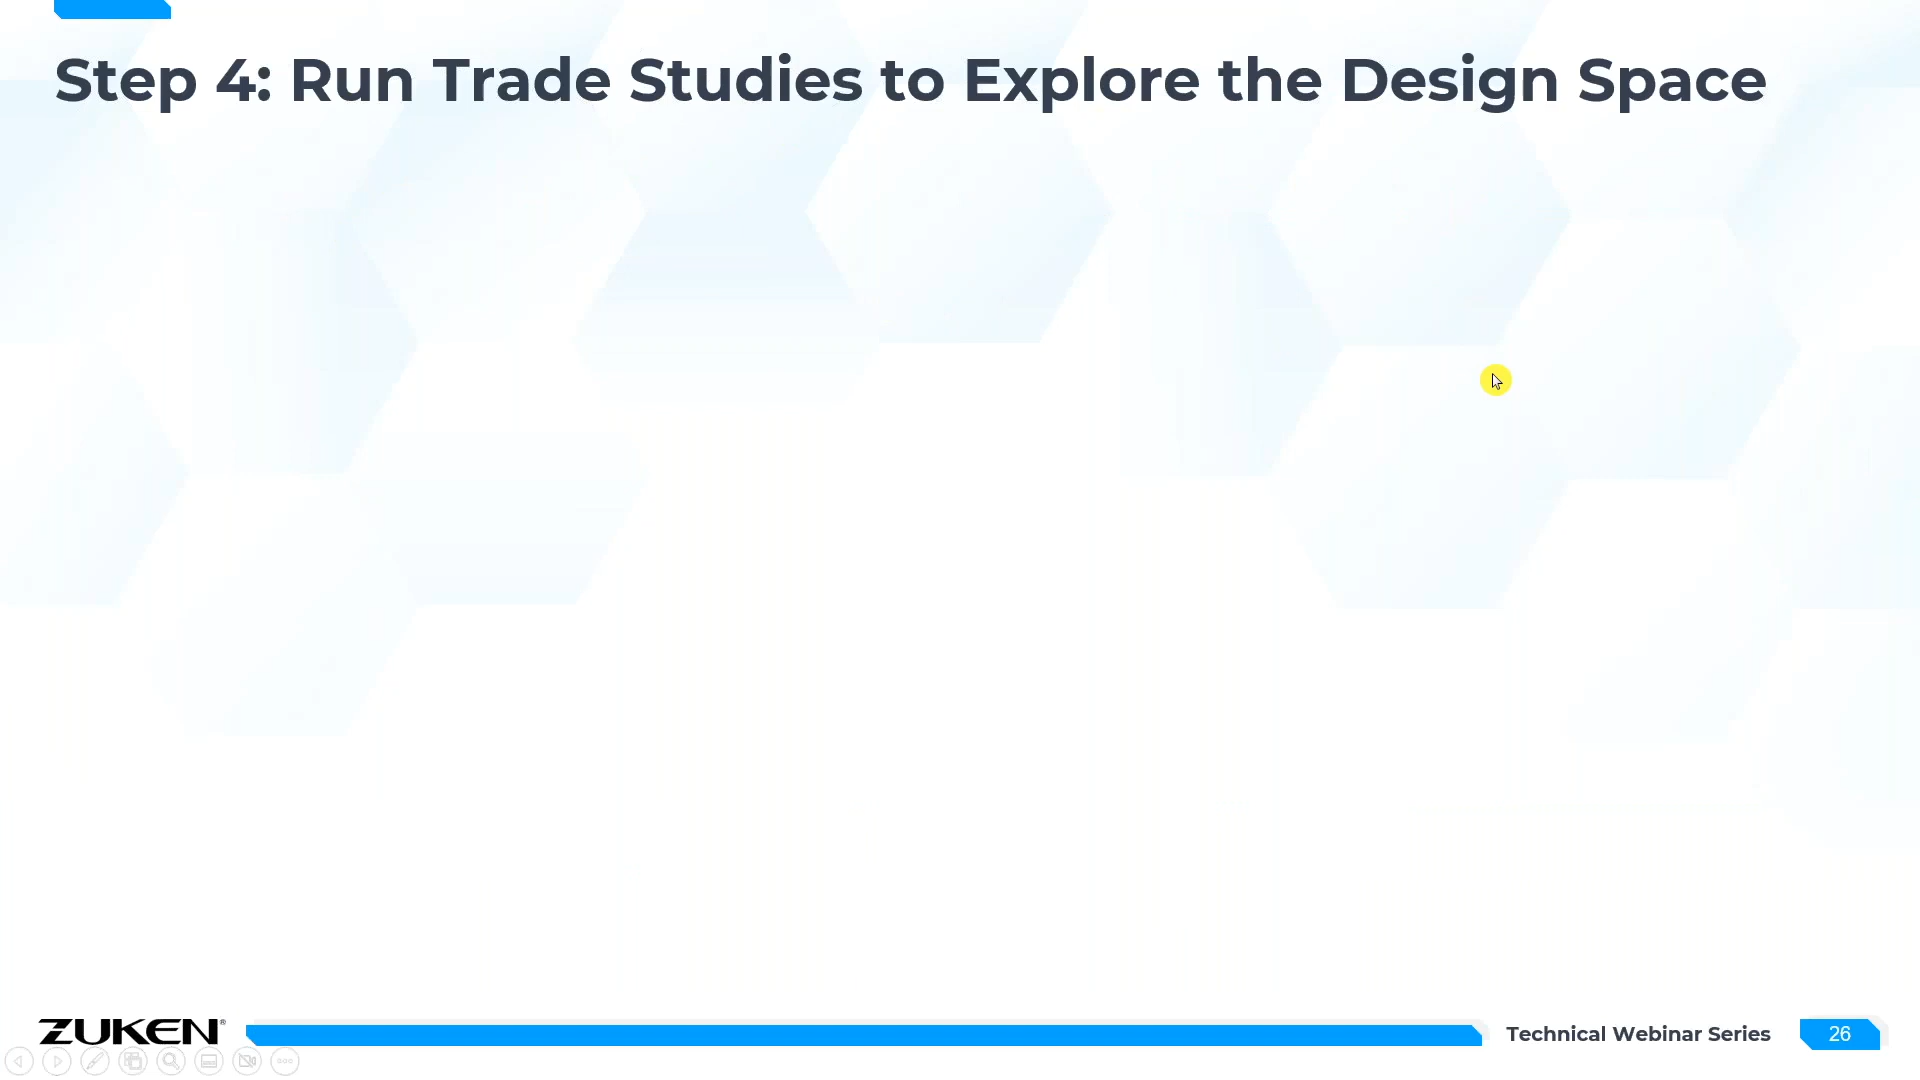 Step 4: Run Trade Studies to Explore the Design Space
ZUKEN®
Technical Webinar Series
26